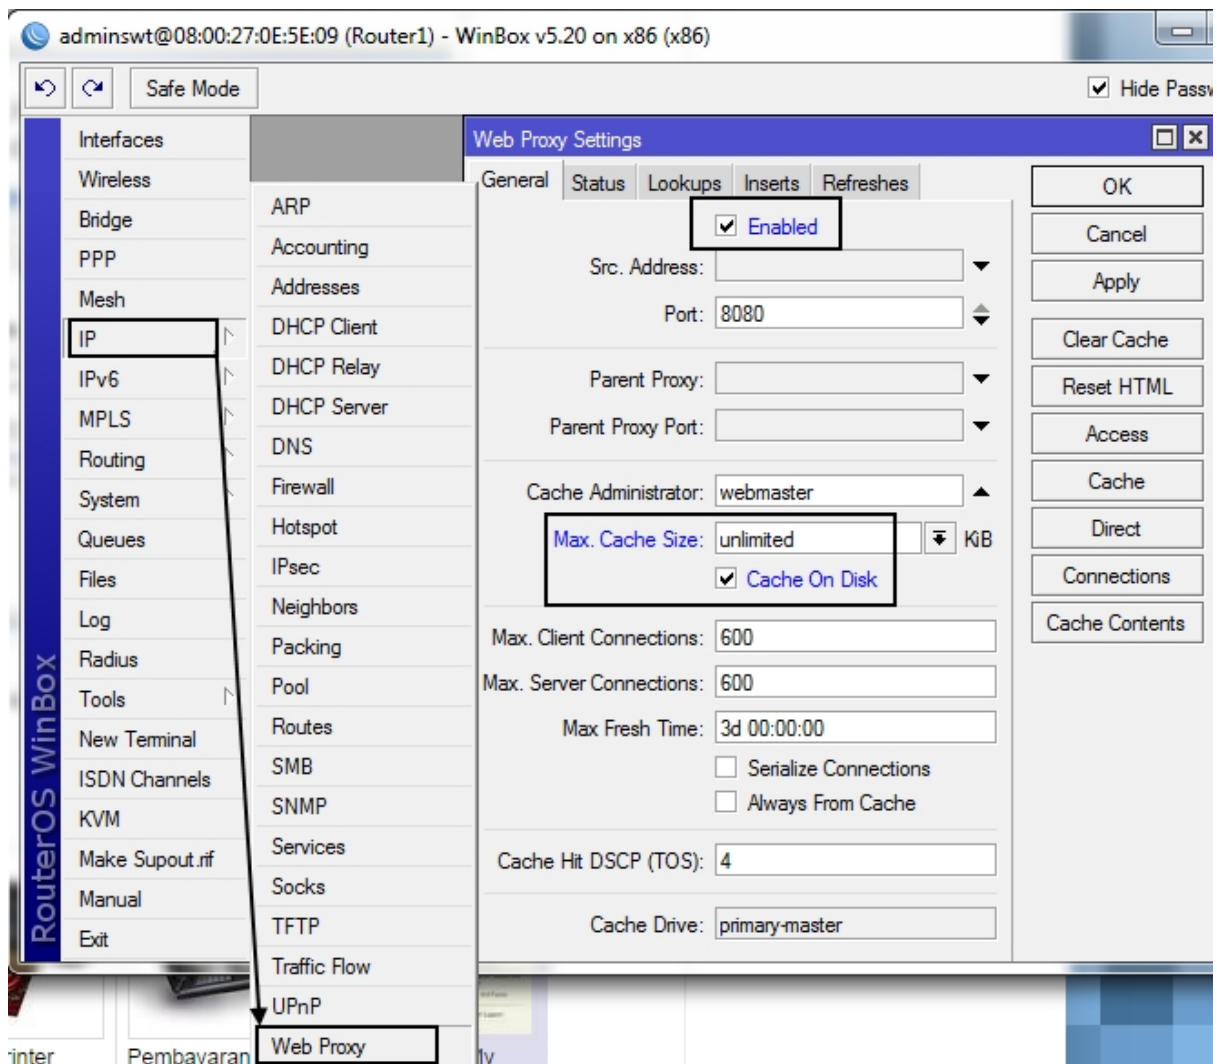 adminswt@08:00:27:0E:5E:09 (Router1) - WinBox v5.20 on x86 (x86)
Safe Mode
Hide Passw
RouterOS WinBox
Interfaces
Wireless
Bridge
PPP
Mesh
IP
IPv6
MPLS
Routing
System
Queues
Files
Log
Radius
Tools
New Terminal
ISDN Channels
KVM
Make Supout.rif
Manual
Exit
ARP
Accounting
Addresses
DHCP Client
DHCP Relay
DHCP Server
DNS
Firewall
Hotspot
IPsec
Neighbors
Packing
Pool
Routes
SMB
SNMP
Services
Socks
TFTP
Traffic Flow
UPnP
Web Proxy
Web Proxy Settings
General Status Lookups Inserts Refreshes
Enabled
Src. Address:
Port: 8080
Parent Proxy:
Parent Proxy Port:
Cache Administrator: webmaster
Max. Cache Size: unlimited KiB
Cache On Disk
Max. Client Connections: 600
Max. Server Connections: 600
Max Fresh Time: 3d 00:00:00
Serialize Connections
Always From Cache
Cache Hit DSCP (TOS): 4
Cache Drive: primary-master
OK
Cancel
Apply
Clear Cache
Reset HTML
Access
Cache
Direct
Connections
Cache Contents
inter
Pembayaran